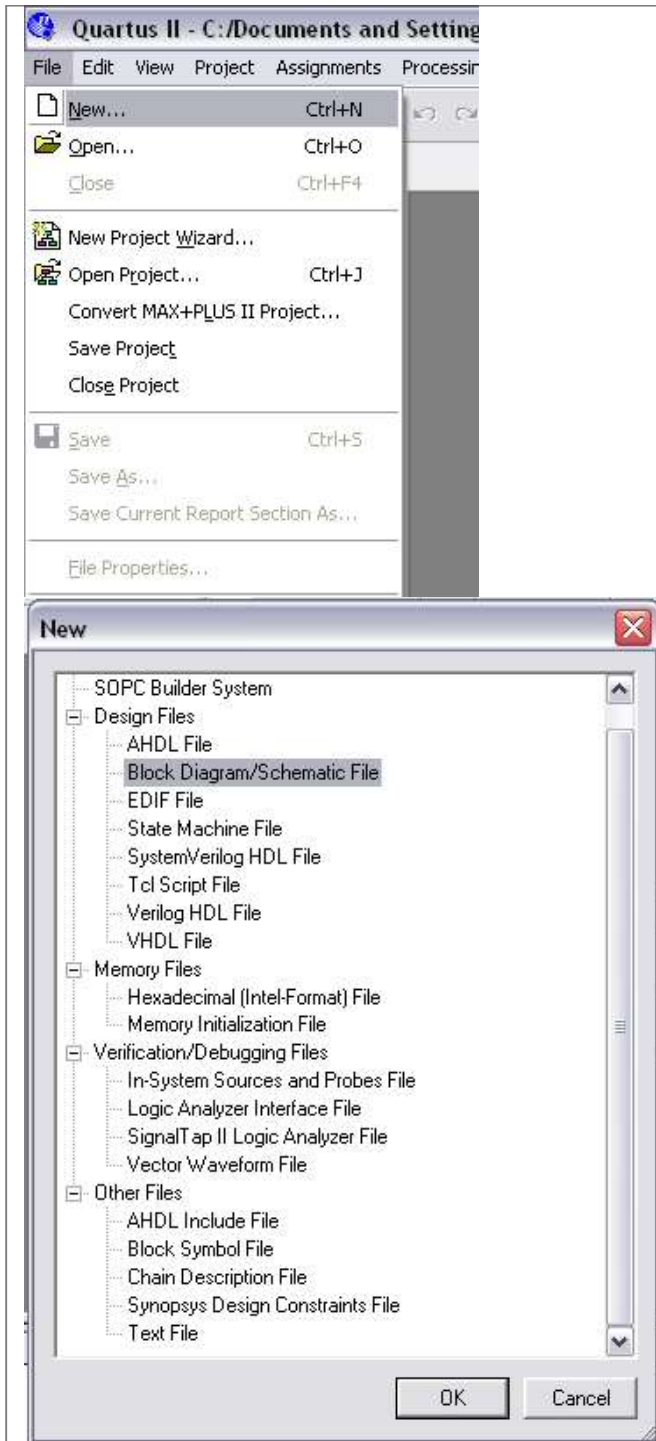 Quartus II - C:/Documents and Setting
File Edit View Project Assignments Processin
New... Ctrl+N
Open... Ctrl+O
Close Ctrl+F4
New Project Wizard...
Open Project... Ctrl+J
Convert MAX+PLUS II Project...
Save Project
Close Project
Save Ctrl+S
Save As...
Save Current Report Section As...
File Properties...
New
SOPC Builder System
Design Files
AHDL File
Block Diagram/Schematic File
EDIF File
State Machine File
SystemVerilog HDL File
Tcl Script File
Verilog HDL File
VHDL File
Memory Files
Hexadecimal (Intel-Format) File
Memory Initialization File
Verification/Debugging Files
In-System Sources and Probes File
Logic Analyzer Interface File
SignalTap II Logic Analyzer File
Vector Waveform File
Other Files
AHDL Include File
Block Symbol File
Chain Description File
Synopsys Design Constraints File
Text File
OK Cancel